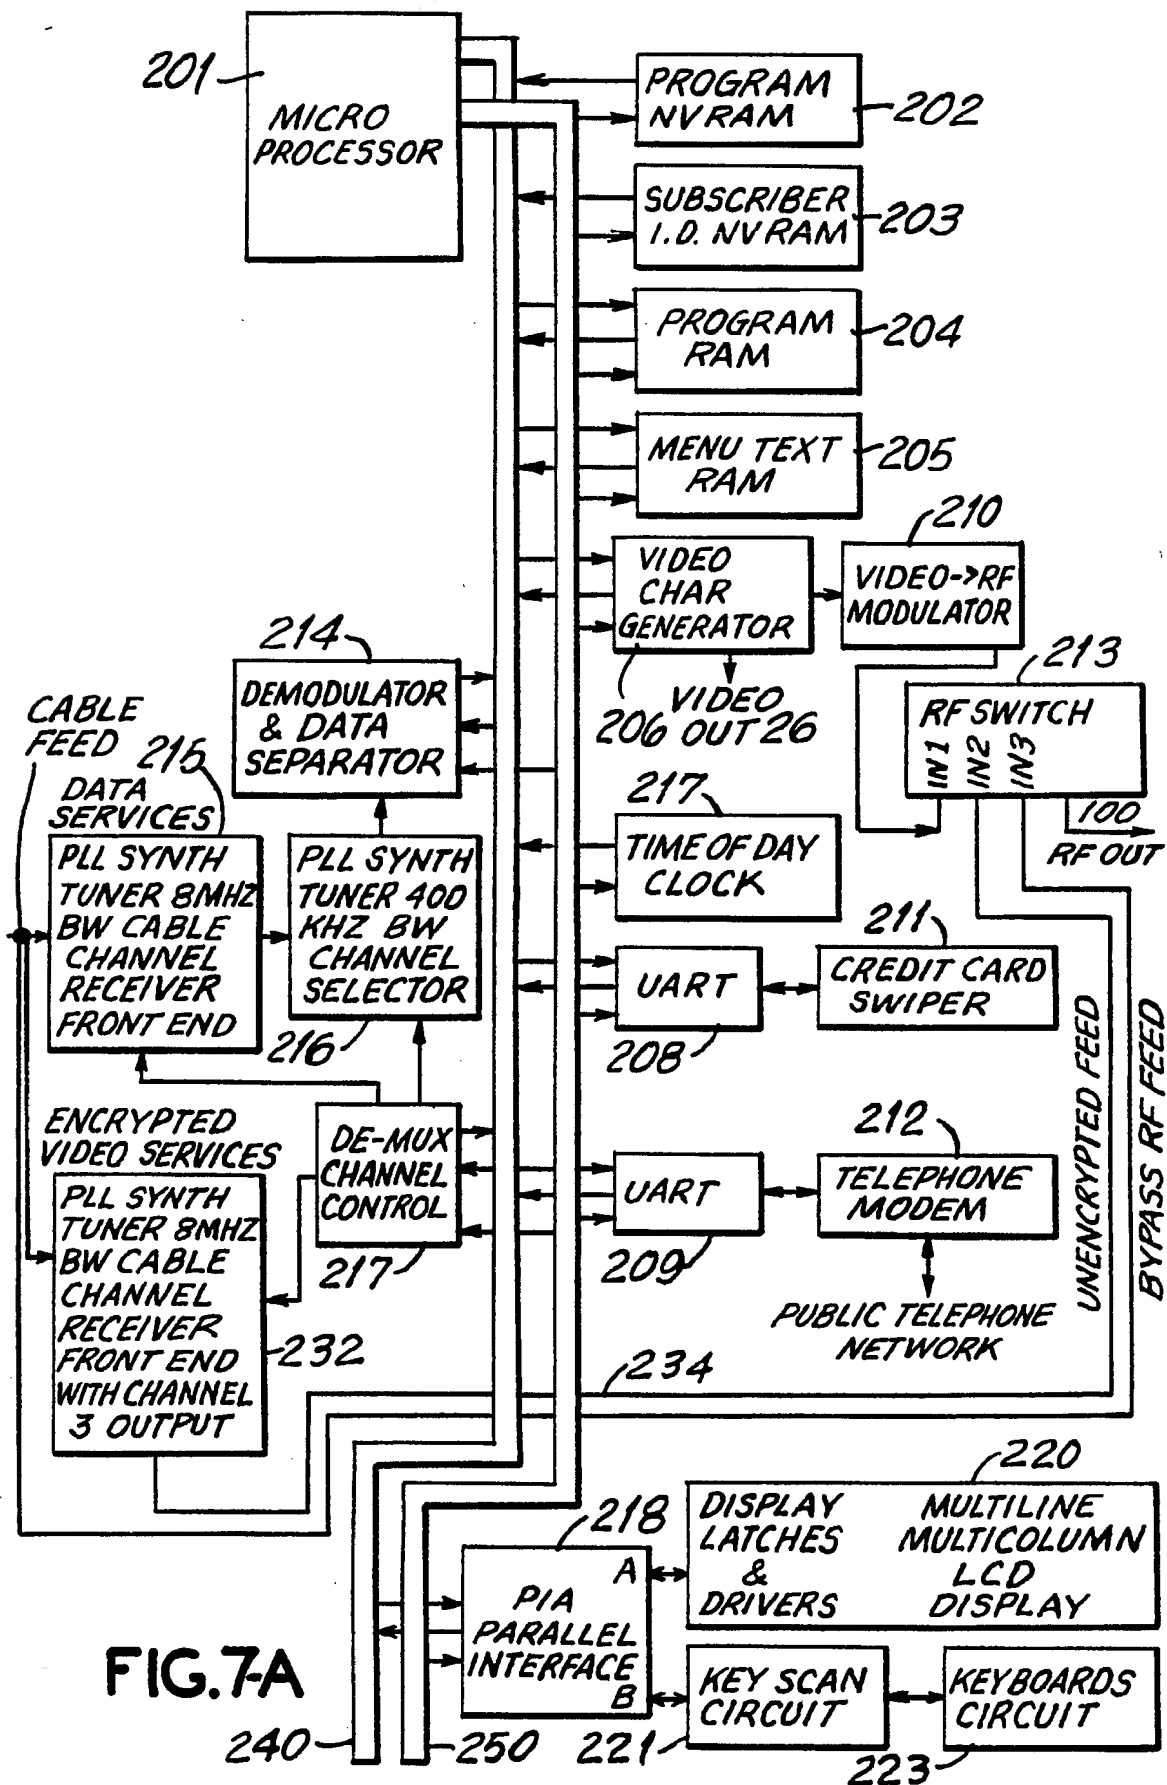 201
MICRO
PROCESSOR
PROGRAM
NVRAM
202
SUBSCRIBER
I.D. NVRAM
203
PROGRAM
RAM
204
MENU TEXT
RAM
205
VIDEO
CHAR
GENERATOR
206
VIDEO
OUT 26
210
VIDEO->RF
MODULATOR
213
RF SWITCH
IN1
IN2
IN3
100
RF OUT
214
DEMODULATOR
& DATA
SEPARATOR
CABLE
FEED
215
DATA
SERVICES
PLL SYNTH
TUNER 8MHZ
BW CABLE
CHANNEL
RECEIVER
FRONT END
PLL SYNTH
TUNER 400
KHZ BW
CHANNEL
SELECTOR
216
217
TIME OF DAY
CLOCK
UART
208
211
CREDIT CARD
SWIPER
UNENCRYPTED FEED
BYPASS RF FEED
ENCRYPTED
VIDEO SERVICES
PLL SYNTH
TUNER 8MHZ
BW CABLE
CHANNEL
RECEIVER
FRONT END
WITH CHANNEL
3 OUTPUT
232
DE-MUX
CHANNEL
CONTROL
217
UART
209
212
TELEPHONE
MODEM
PUBLIC TELEPHONE
NETWORK
234
218
A
PIA
PARALLEL
INTERFACE
B
220
DISPLAY
LATCHES
&
DRIVERS
MULTILINE
MULTICOLUMN
LCD
DISPLAY
KEY SCAN
CIRCUIT
221
KEYBOARDS
CIRCUIT
223
FIG.7-A
240
250